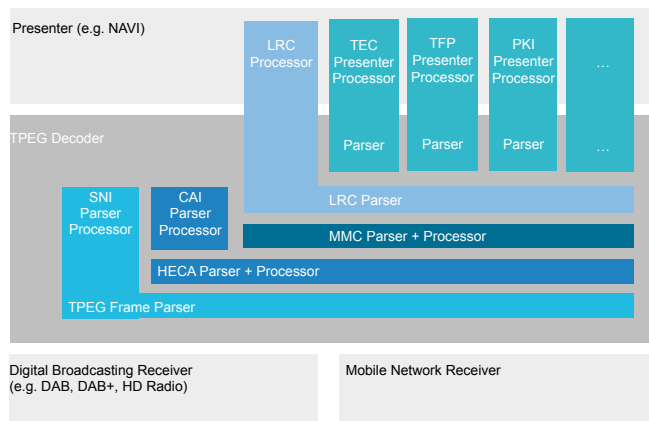 Presenter (e.g. NAVI)
LRC
Processor
TEC
Presenter
Processor
TFP
Presenter
Processor
PKI
Presenter
Processor
…
TPEG Decoder
Parser
Parser
Parser
…
SNI
Parser
Processor
CAI
Parser
Processor
LRC Parser
MMC Parser + Processor
HECA Parser + Processor
TPEG Frame Parser
Digital Broadcasting Receiver
(e.g. DAB, DAB+, HD Radio)
Mobile Network Receiver